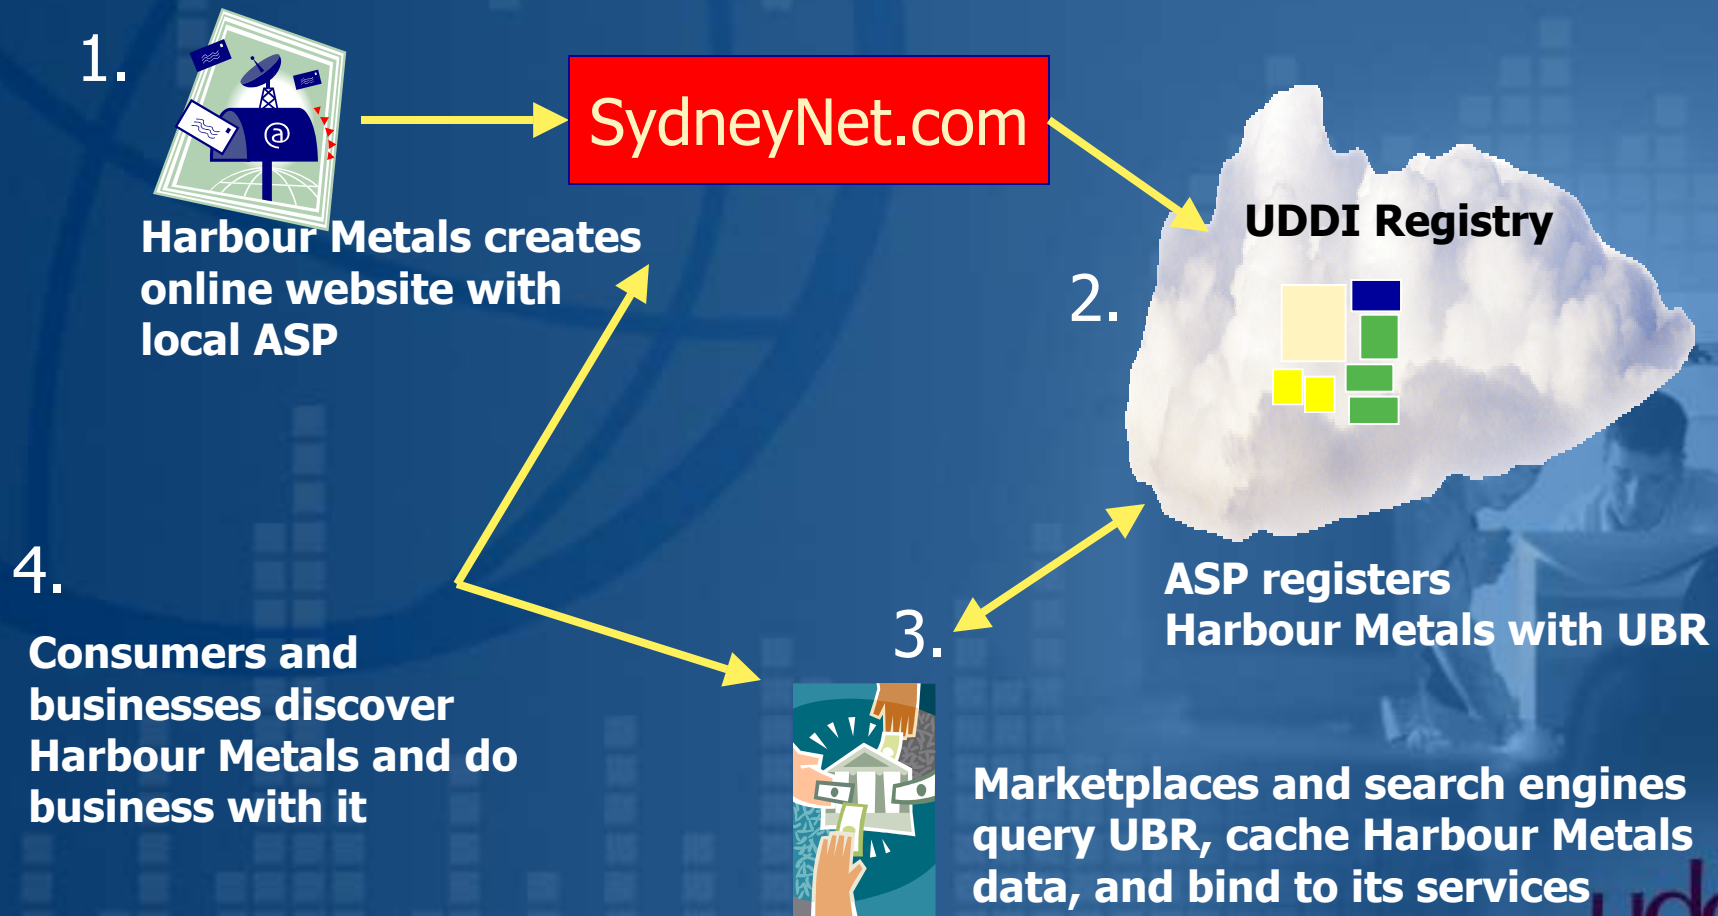 1.
@
SydneyNet.com
Harbour Metals creates
online website with
local ASP
UDDI Registry
2.
ASP registers
Harbour Metals with UBR
3.
Marketplaces and search engines
query UBR, cache Harbour Metals
data, and bind to its services
4.
Consumers and
businesses discover
Harbour Metals and do
business with it